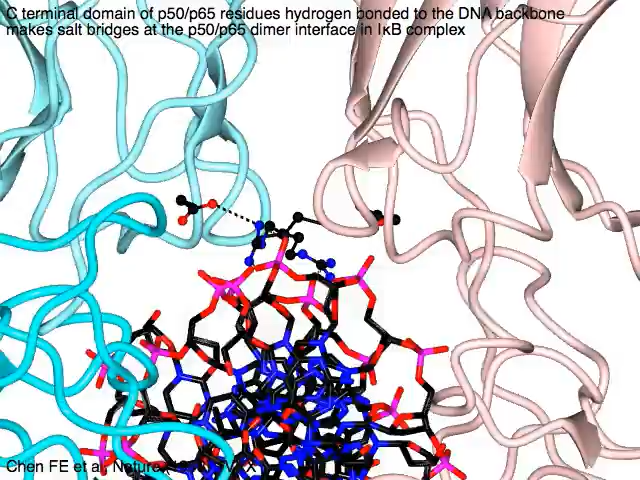 C terminal domain of p50/p65 residues hydrogen bonded to the DNA backbone
makes salt bridges at the p50/p65 dimer interface in IκB complex
Chen FE et al, Nature